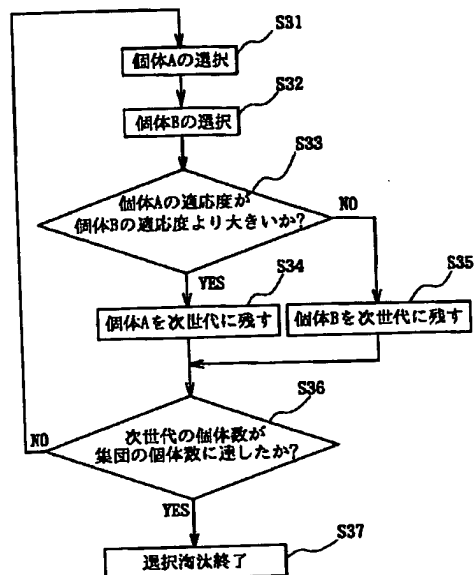 S31
個体Aの選択
S32
個体Bの選択
S33
個体Aの適応度が
個体Bの適応度より大きいか?
NO
YES
S34
個体Aを次世代に残す
S35
個体Bを次世代に残す
S36
次世代の個体数が
集団の個体数に達したか?
NO
YES
S37
選択淘汰終了